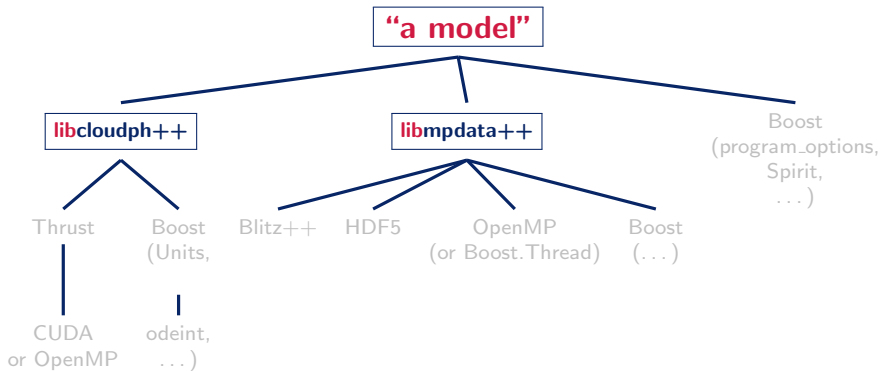 “a model”
libcloudph++
libmpdata++
Boost
(program_options,
Spirit,
...)
Thrust
Boost
(Units,
Blitz++
HDF5
OpenMP
(or Boost.Thread)
Boost
(...)
CUDA
or OpenMP
odeint,
...)